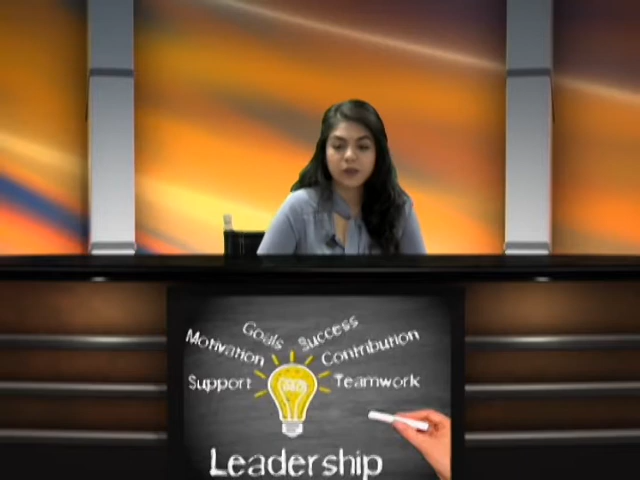 Goals Success
Motivation Contribution
Support Teamwork
Leadership